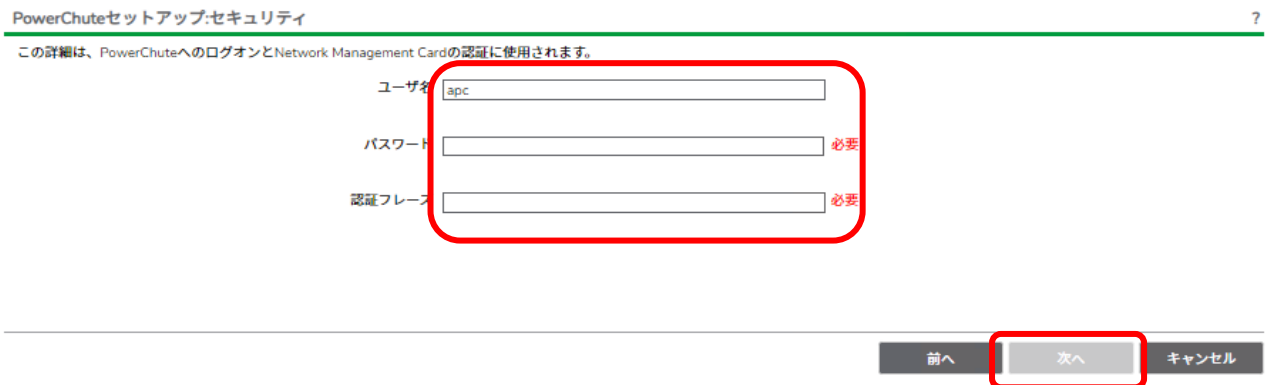 PowerChuteセットアップ:セキュリティ ?
この詳細は、PowerChuteへのログオンとNetwork Management Cardの認証に使用されます。
ユーザ名 apc
パスワード 必要
認証フレーズ 必要
前へ 次へ キャンセル